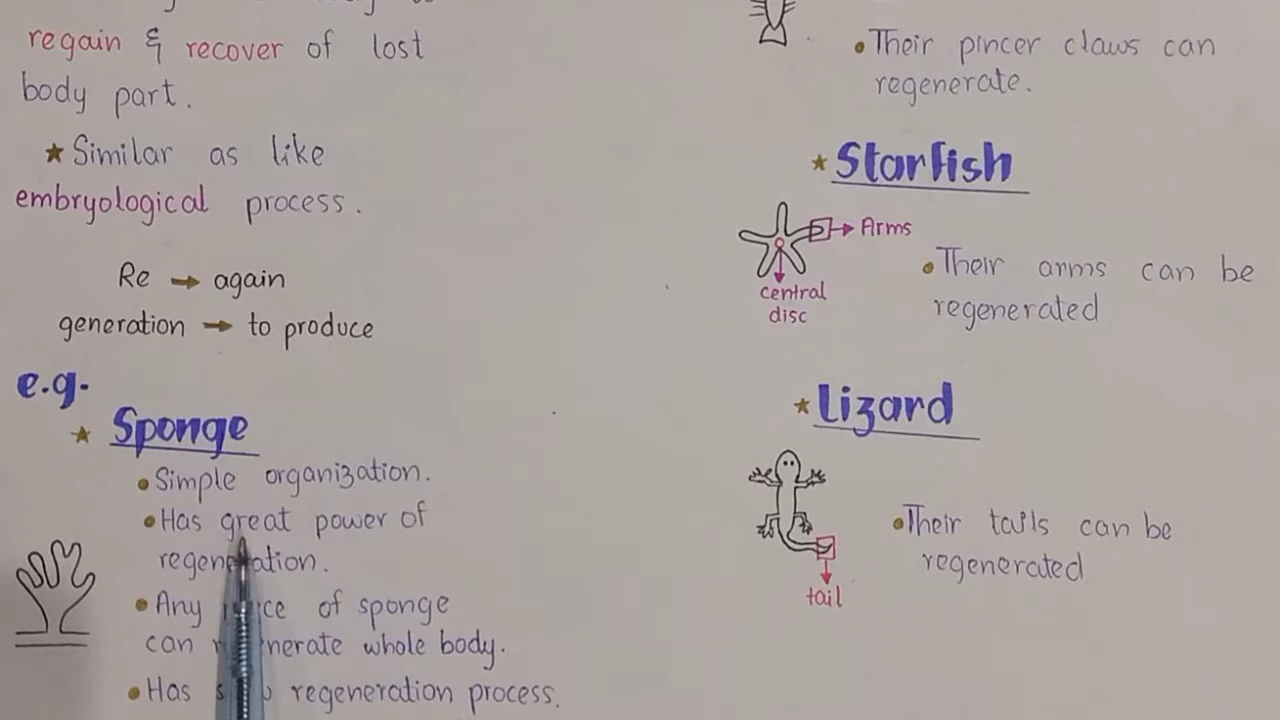 regain & recover of lost
body part.
★ Similar as like
embryological process.
Re → again
generation → to produce
e.g.
★ Sponge
• Simple organization.
• Has great power of
regeneration.
• Any of sponge
can whole body.
• Has regeneration process.
• Their pincer claws can
regenerate.
★ Starfish
→ Arms
central
disc
• Their arms can be
regenerated
★ Lizard
• Their tails can be
regenerated
tail